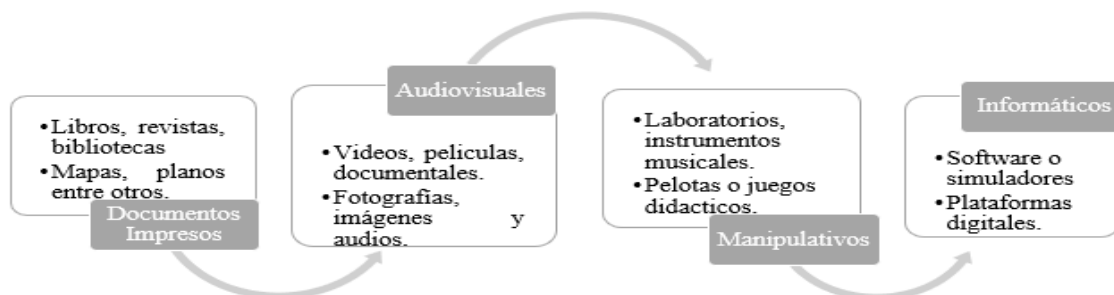 •Libros, revistas,
bibliotecas
•Mapas, planos
entre otros.
Documentos
Impresos
Audiovisuales
•Videos, peliculas,
documentales.
•Fotografías,
imágenes y
audios.
•Laboratorios,
instrumentos
musicales.
•Pelotas o juegos
didacticos.
Manipulativos
Informáticos
•Software o
simuladores
•Plataformas
digitales.